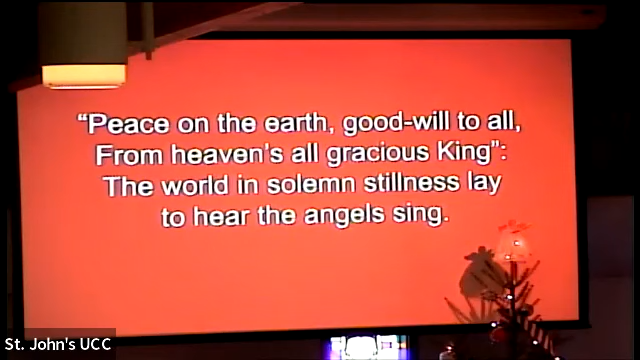 “Peace on the earth, good-will to all,
From heaven’s all gracious King”:
The world in solemn stillness lay
to hear the angels sing.
St. John's UCC